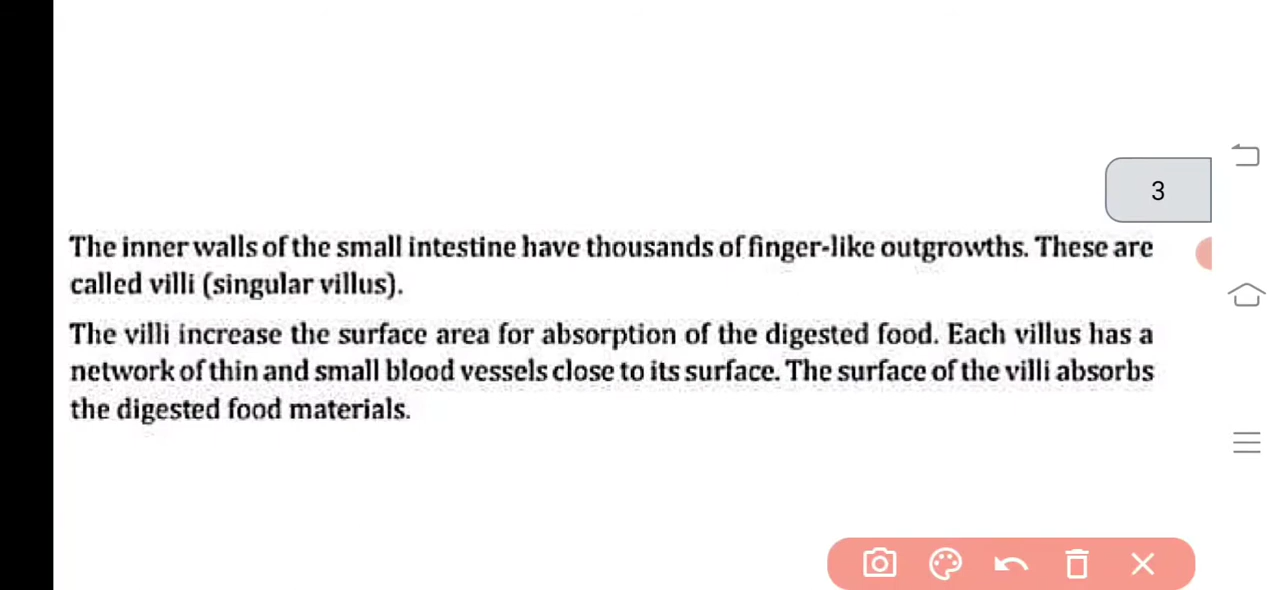 3
The inner walls of the small intestine have thousands of finger-like outgrowths. These are
called villi (singular villus).
The villi increase the surface area for absorption of the digested food. Each villus has a
network of thin and small blood vessels close to its surface. The surface of the villi absorbs
the digested food materials.